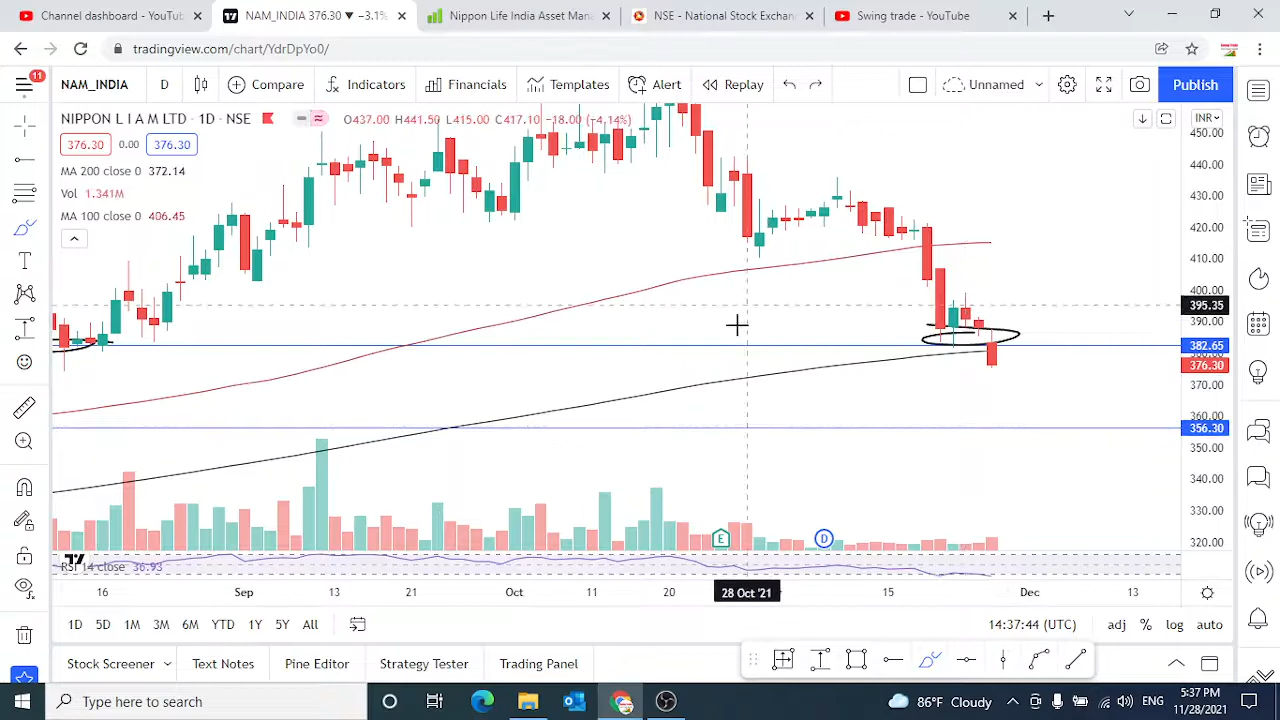 Channel dashboard - YouTub
NAM_INDIA 376.30 ▼ −3.1%
Nippon Life India Asset Man
NSE - National Stock Exchan
Swing trade - YouTube
tradingview.com/chart/YdrDpYo0/
11
NAM_INDIA
D
Compare
Indicators
Financials
Templates
Alert
Replay
Unnamed
Publish
NIPPON L I A M LTD · 1D · NSE
O437.00 H441.50 L415.00 C417.10 −18.00 (−4.14%)
INR
376.30 0.00 376.30
MA 200 close 0 372.14
Vol 1.341M
MA 100 close 0 406.45
450.00
440.00
430.00
420.00
410.00
400.00
395.35
390.00
382.65
380.00
376.30
370.00
360.00
356.30
350.00
340.00
330.00
320.00
E
D
RSI 14 close 36.93
16 Sep 13 21 Oct 11 20 28 Oct '21 15 Dec 13
1D 5D 1M 3M 6M YTD 1Y 5Y All
14:37:44 (UTC)
adj % log auto
Stock Screener
Text Notes
Pine Editor
Strategy Tester
Trading Panel
Type here to search
86°F Cloudy
ENG
5:37 PM
11/28/2021